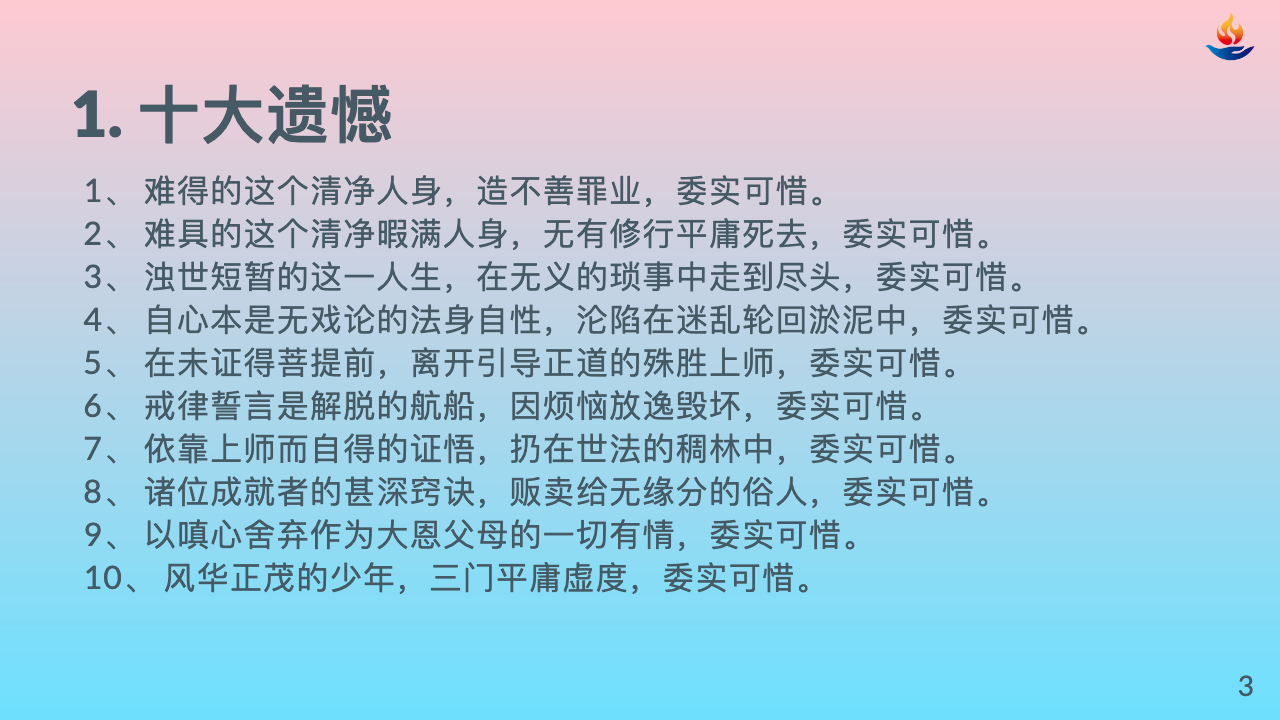 1. 十大遗憾
1、 难得的这个清净人身，造不善罪业，委实可惜。
2、 难具的这个清净暇满人身，无有修行平庸死去，委实可惜。
3、 浊世短暂的这一人生，在无义的琐事中走到尽头，委实可惜。
4、 自心本是无戏论的法身自性，沦陷在迷乱轮回淤泥中，委实可惜。
5、 在未证得菩提前，离开引导正道的殊胜上师，委实可惜。
6、 戒律誓言是解脱的航船，因烦恼放逸毁坏，委实可惜。
7、 依靠上师而自得的证悟，扔在世法的稠林中，委实可惜。
8、 诸位成就者的甚深窍诀，贩卖给无缘分的俗人，委实可惜。
9、 以嗔心舍弃作为大恩父母的一切有情，委实可惜。
10、 风华正茂的少年，三门平庸虚度，委实可惜。
3